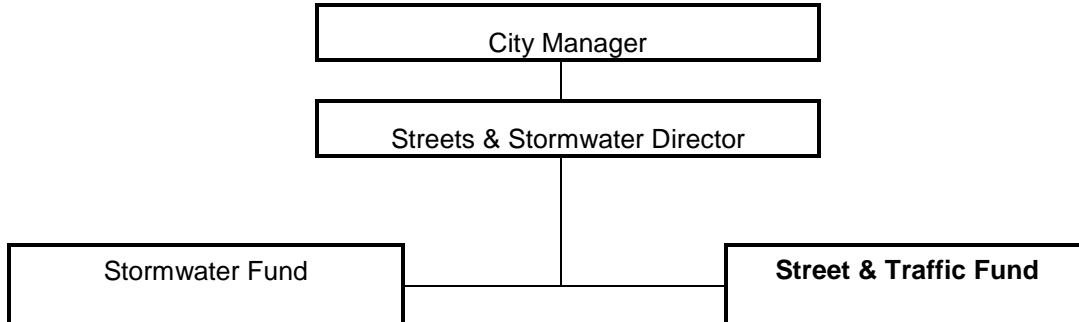 City Manager
Streets & Stormwater Director
Stormwater Fund
Street & Traffic Fund